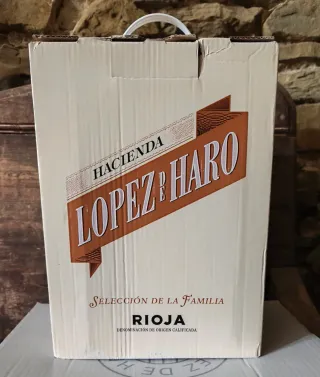 HACIENDA
LOPEZ DE HARO
SELECCIÓN DE LA FAMILIA
RIOJA
DENOMINACIÓN DE ORIGEN CALIFICADA